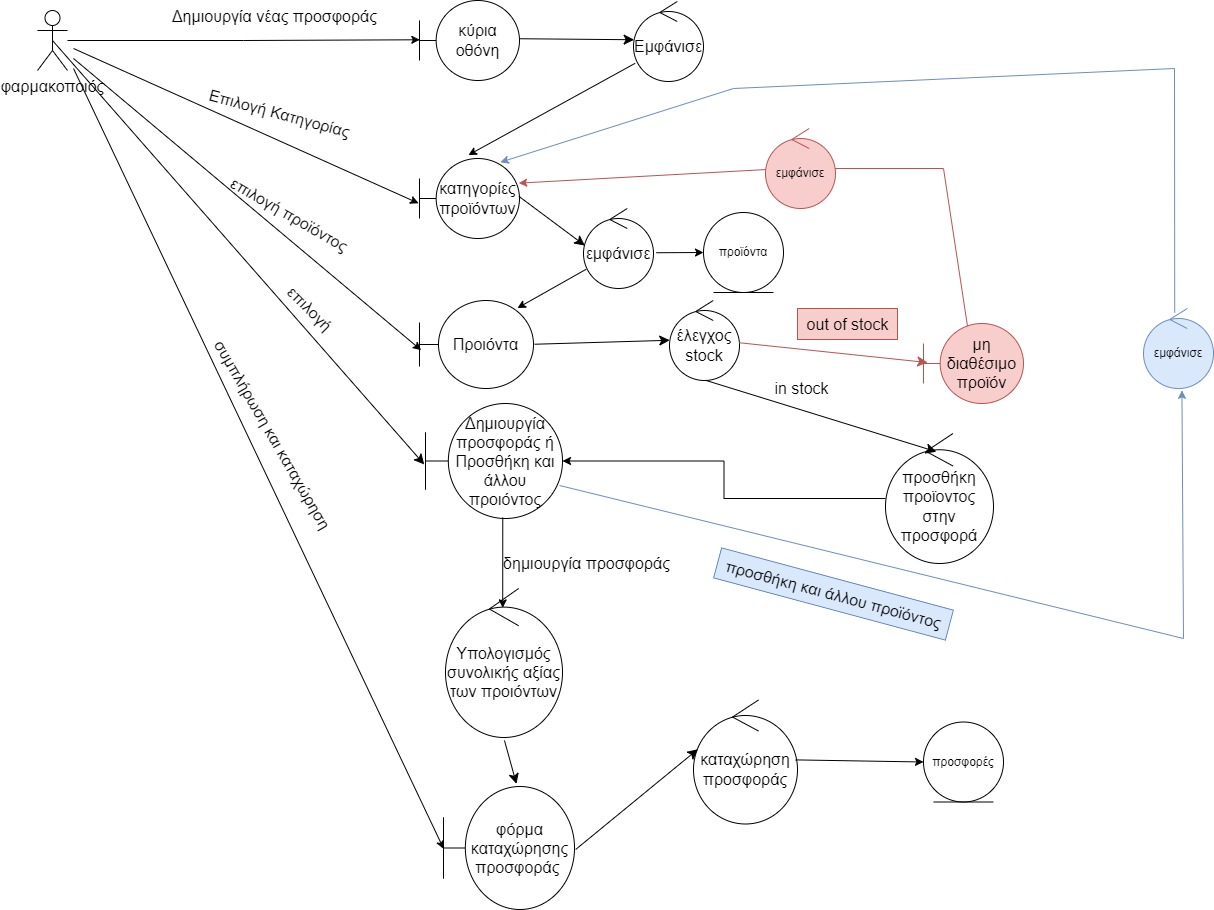 Δημιουργία νέας προσφοράς
κύρια
οθόνη
Εμφάνισε
φαρμακοποιός
Επιλογή Κατηγορίας
κατηγορίες
προϊόντων
εμφάνισε
επιλογή προϊόντος
εμφάνισε
προϊόντα
επιλογή
Προιόντα
έλεγχος
stock
out of stock
μη
διαθέσιμο
προϊόν
εμφάνισε
in stock
συμπλήρωση και καταχώρηση
Δημιουργία
προσφοράς ή
Προσθήκη και
άλλου
προιόντος
προσθήκη
προϊοντος
στην
προσφορά
δημιουργία προσφοράς
προσθήκη και άλλου προϊόντος
Υπολογισμός
συνολικής αξίας
των προιόντων
καταχώρηση
προσφοράς
προσφορές
φόρμα
καταχώρησης
προσφοράς